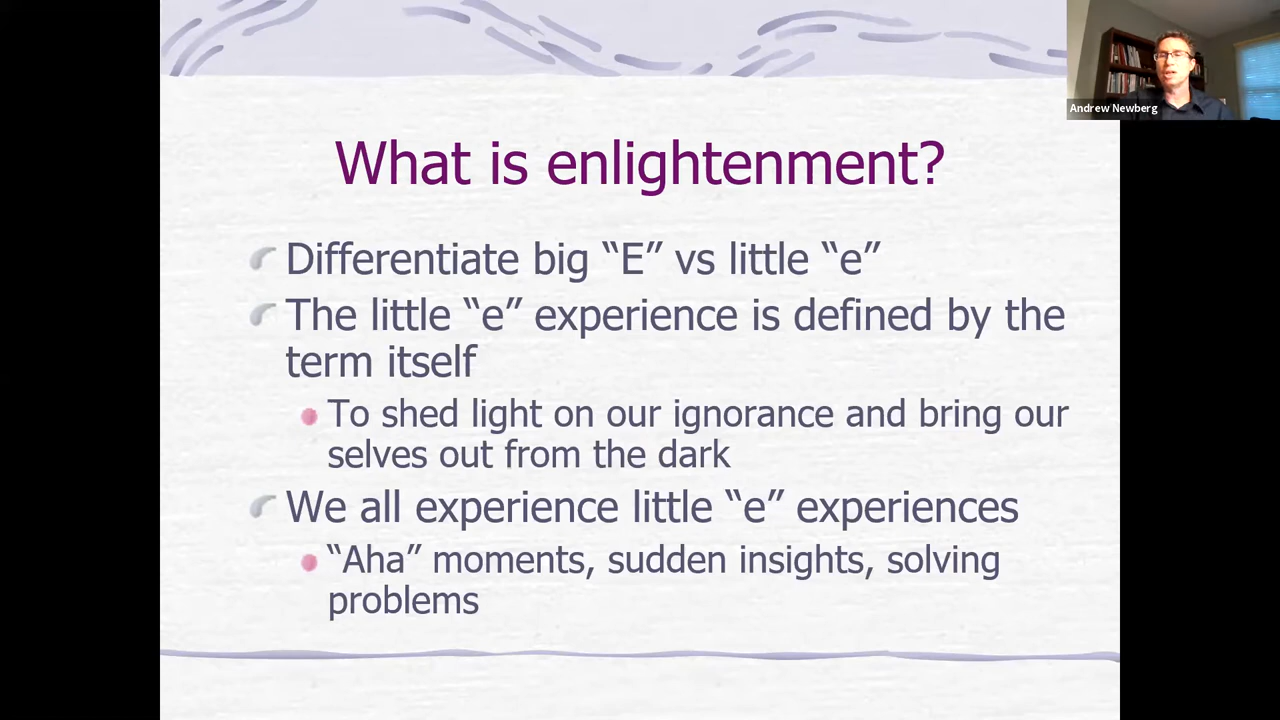 Andrew Newberg
What is enlightenment?
Differentiate big “E” vs little “e”
The little “e” experience is defined by the
term itself
To shed light on our ignorance and bring our
selves out from the dark
We all experience little “e” experiences
“Aha” moments, sudden insights, solving
problems